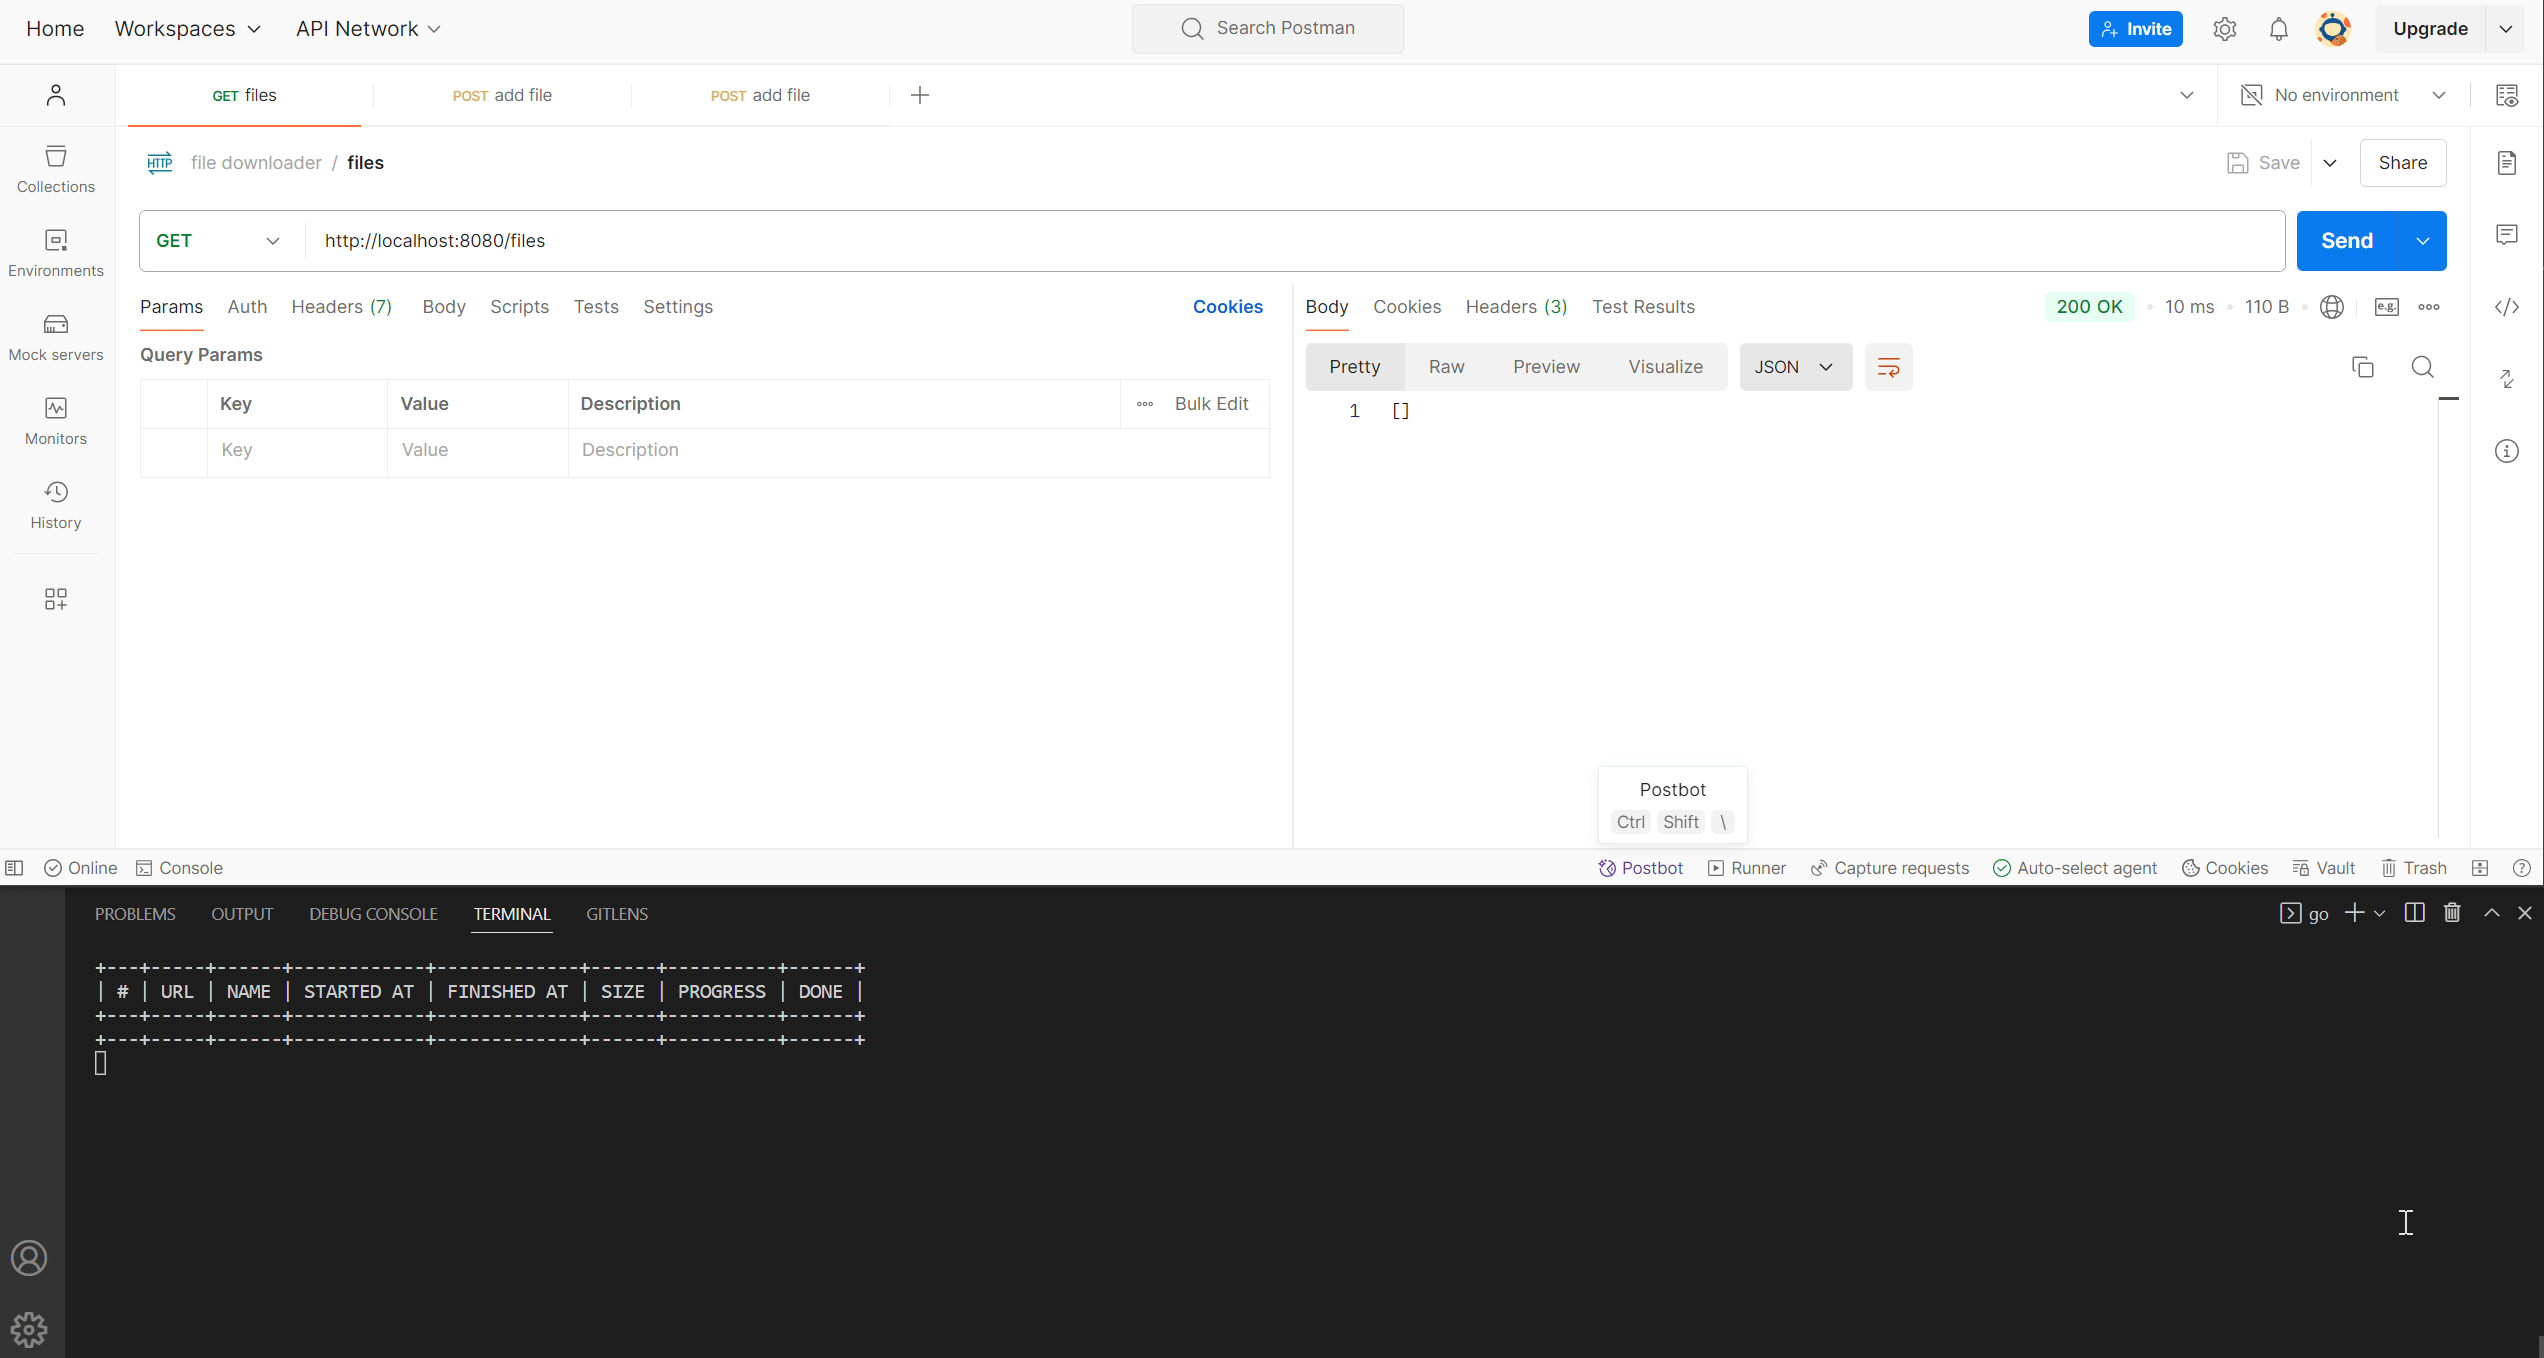 Home Workspaces API Network Search Postman Invite Upgrade
GET files POST add file POST add file No environment
HTTP file downloader / files Save Share
Collections
GET http://localhost:8080/files Send
Environments
Params Auth Headers (7) Body Scripts Tests Settings Cookies Body Cookies Headers (3) Test Results 200 OK 10 ms 110 B e.g.
Mock servers
Query Params
Pretty Raw Preview Visualize JSON
Key Value Description Bulk Edit
1 []
Monitors
Key Value Description
History
Postbot
Ctrl Shift \
Online Console Postbot Runner Capture requests Auto-select agent Cookies Vault Trash
PROBLEMS OUTPUT DEBUG CONSOLE TERMINAL GITLENS go
+---+-----+------+------------+-------------+------+----------+------+
| # | URL | NAME | STARTED AT | FINISHED AT | SIZE | PROGRESS | DONE |
+---+-----+------+------------+-------------+------+----------+------+
+---+-----+------+------------+-------------+------+----------+------+